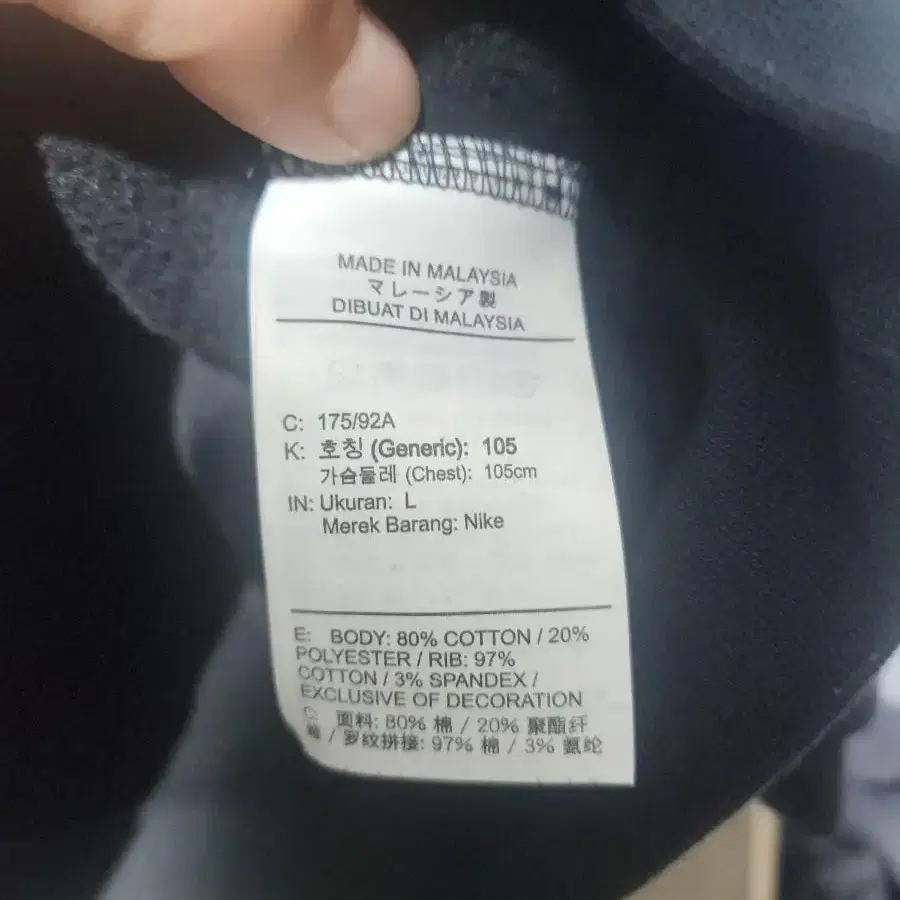 MADE IN MALAYSIA
マレーシア製
DIBUAT DI MALAYSIA
C: 175/92A
K: 호칭 (Generic): 105
가슴둘레 (Chest): 105cm
IN: Ukuran: L
Merek Barang: Nike
E: BODY: 80% COTTON / 20%
POLYESTER / RIB: 97%
COTTON / 3% SPANDEX /
EXCLUSIVE OF DECORATION
C: 面料: 80% 棉 / 20% 聚酯纤
/ 罗纹拼接: 97% 棉 / 3% 氨纶